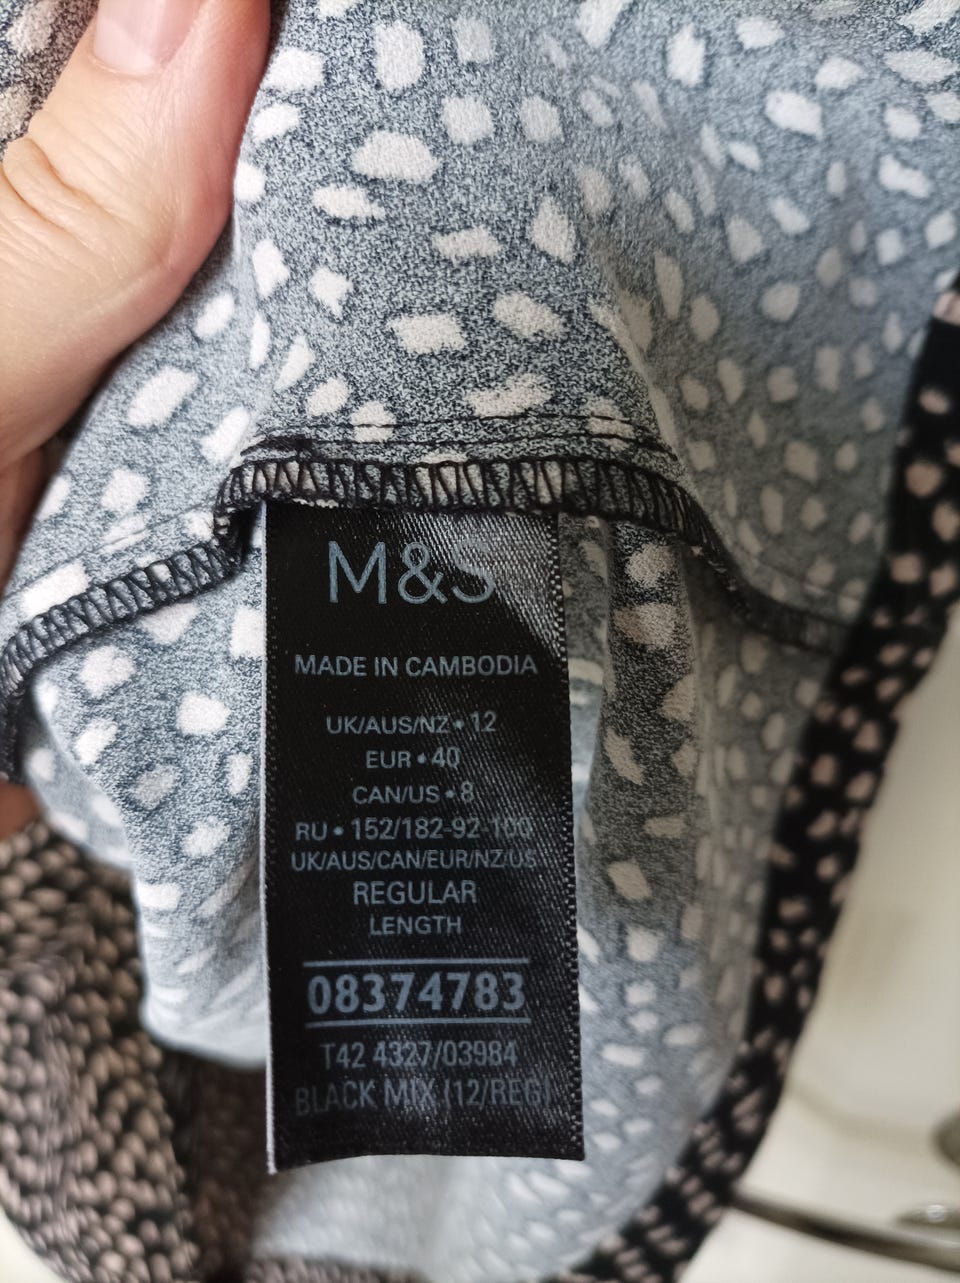 M&S
MADE IN CAMBODIA
UK/AUS/NZ • 12
EUR • 40
CAN/US • 8
RU • 152/182-92-100
UK/AUS/CAN/EUR/NZ/US
REGULAR
LENGTH
08374783
T42 4327/03984
BLACK MIX (12/REG)